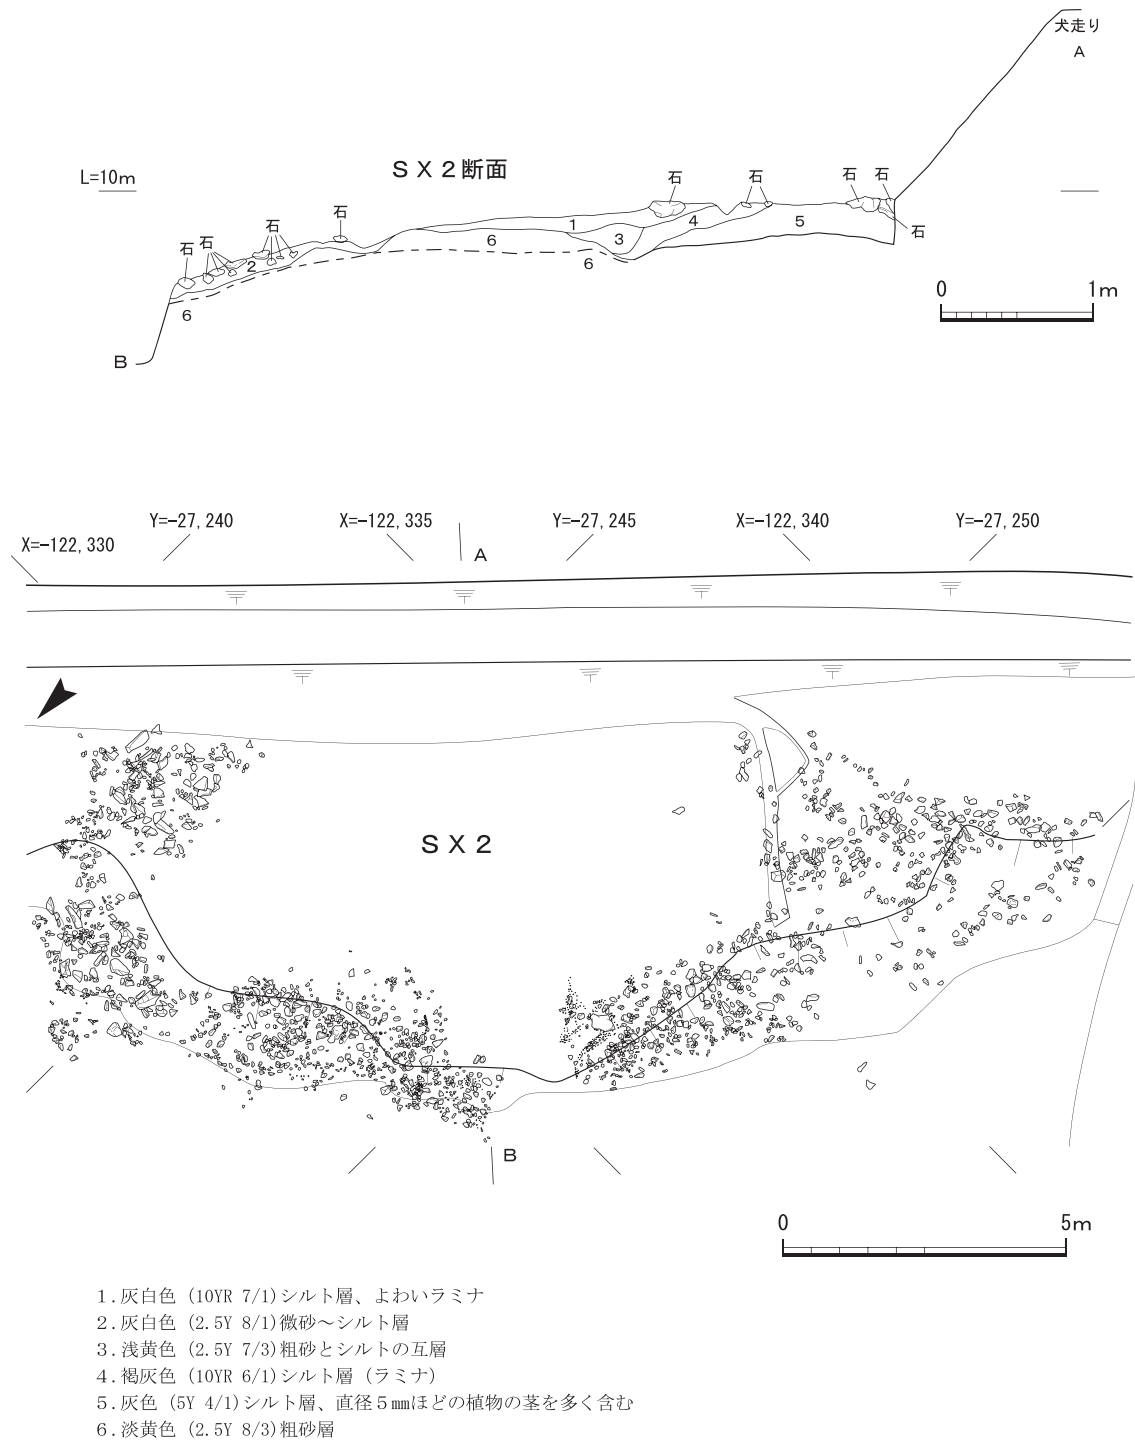 犬走り
A
ＳＸ２断面
L=10m
石
石
石
石
石
石
石
石
石
1
2
3
4
5
6
6
6
B
0 1m
Y=-27,240 X=-122,335 Y=-27,245 X=-122,340 Y=-27,250
X=-122,330
A
ＳＸ２
B
0 5m
1.灰白色 (10YR 7/1)シルト層、よわいラミナ
2.灰白色 (2.5Y 8/1)微砂～シルト層
3.浅黄色 (2.5Y 7/3)粗砂とシルトの互層
4.褐灰色 (10YR 6/1)シルト層 (ラミナ)
5.灰色 (5Y 4/1)シルト層、直径５㎜ほどの植物の茎を多く含む
6.淡黄色 (2.5Y 8/3)粗砂層